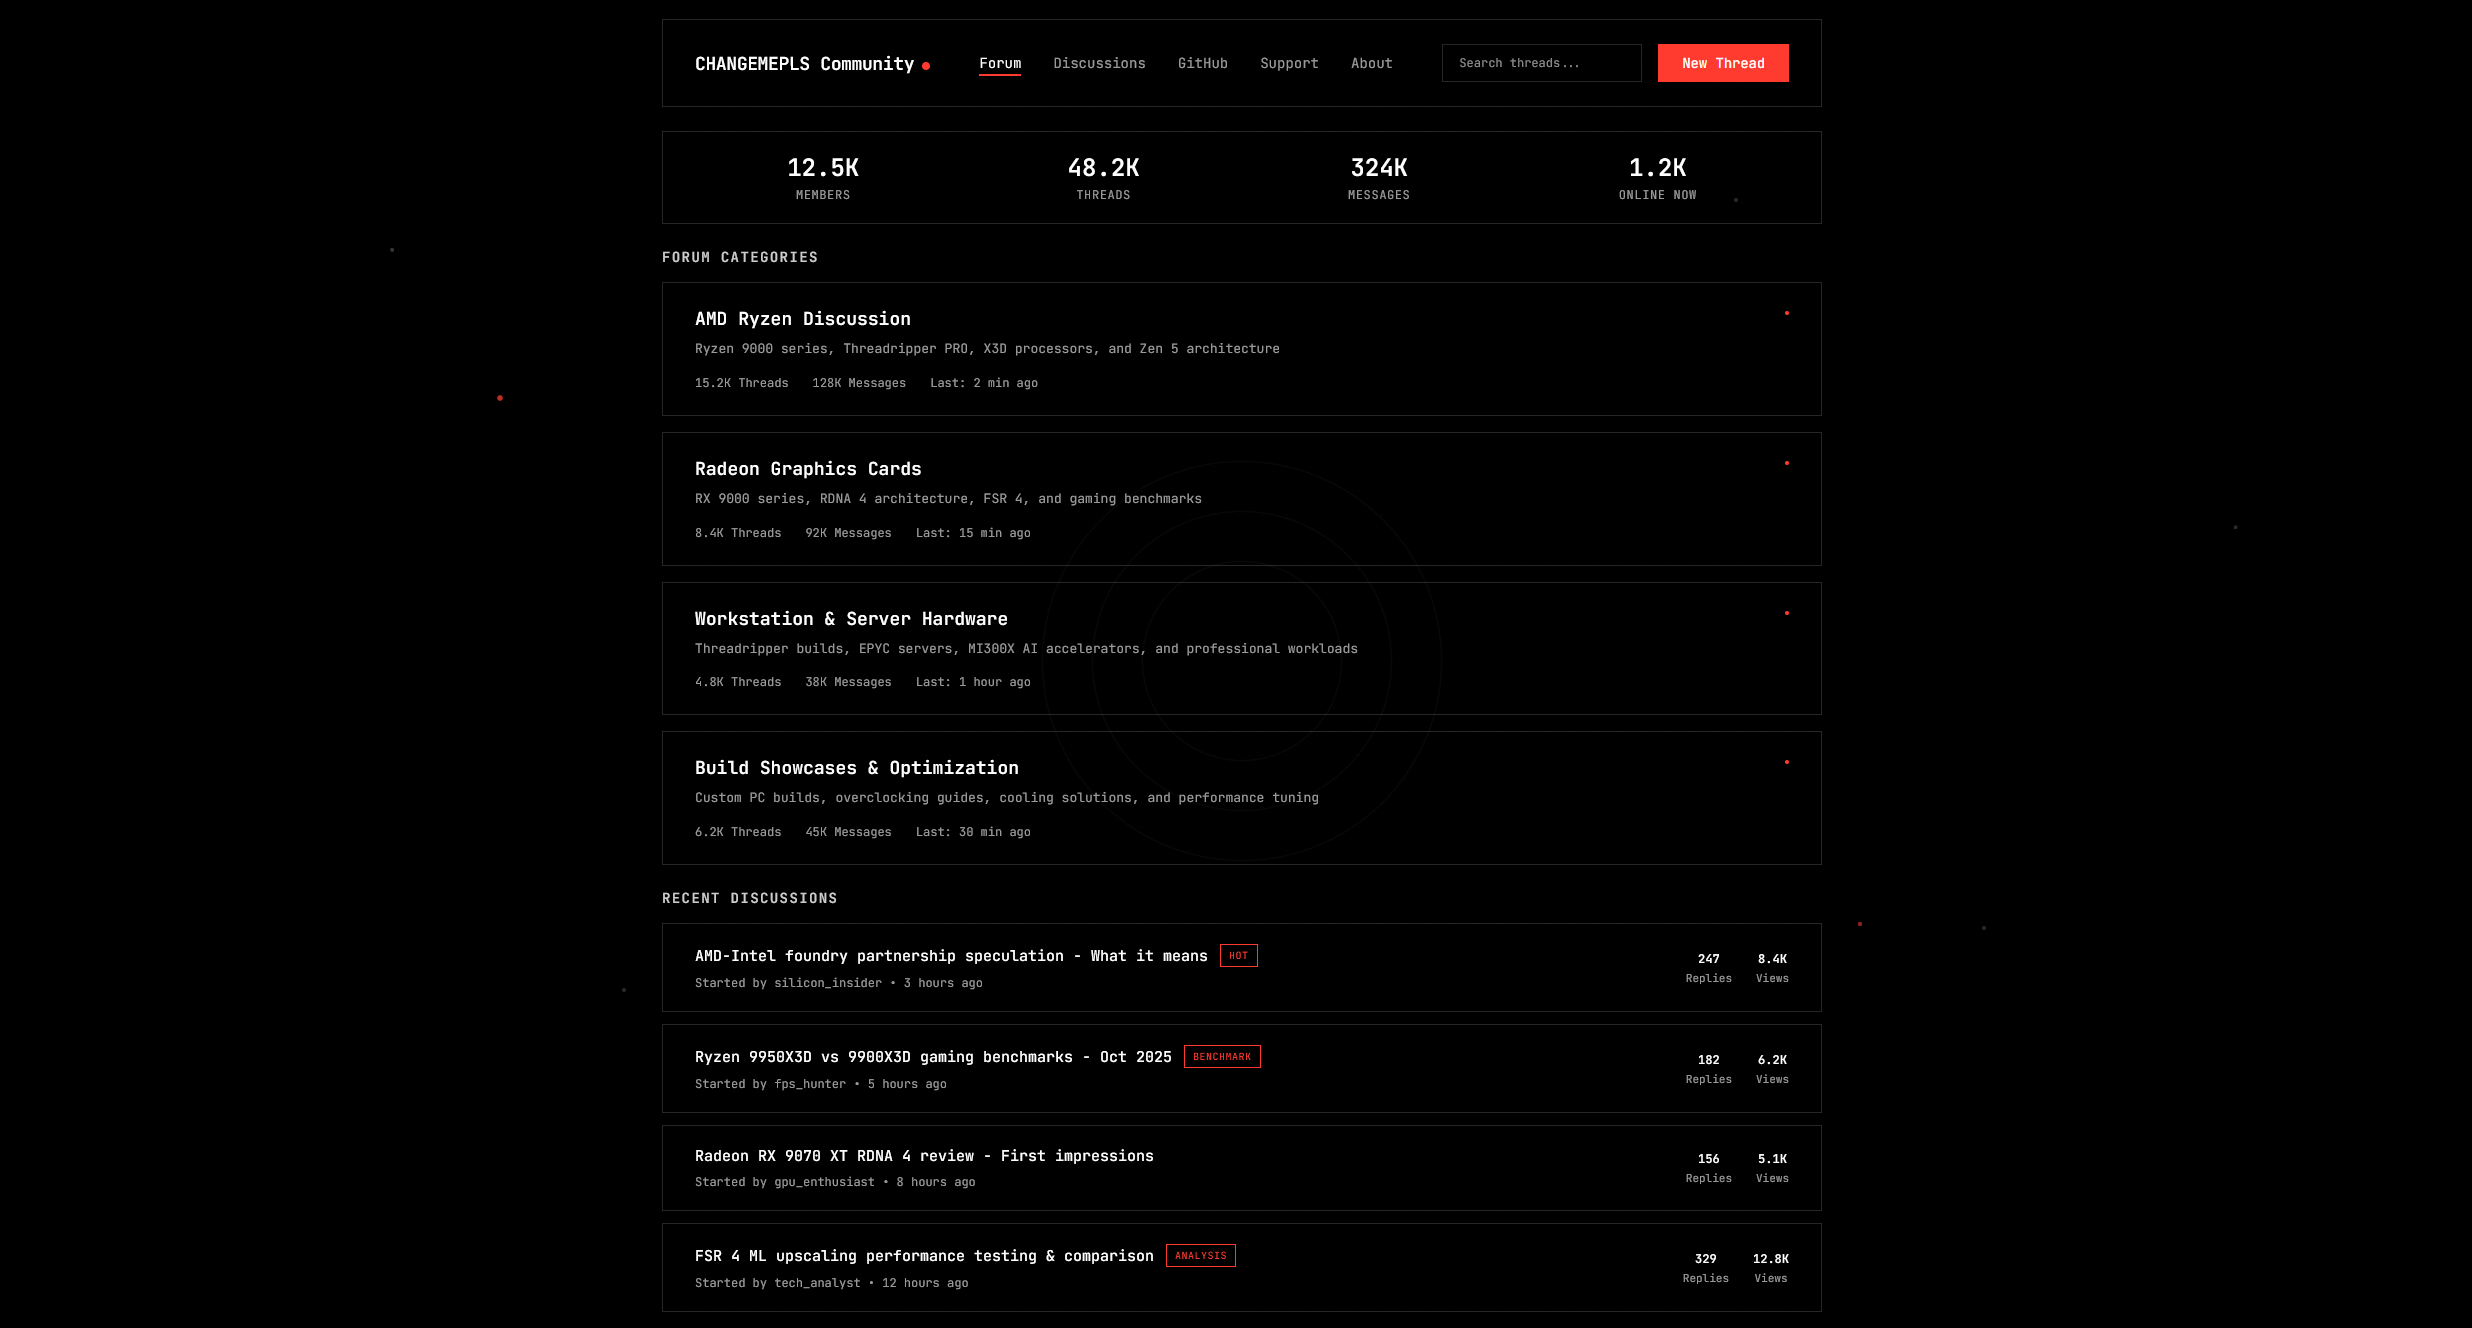 CHANGEMEPLS Community
Forum Discussions GitHub Support About
Search threads...
New Thread
12.5K 48.2K 324K 1.2K
MEMBERS THREADS MESSAGES ONLINE NOW
FORUM CATEGORIES
AMD Ryzen Discussion
Ryzen 9000 series, Threadripper PRO, X3D processors, and Zen 5 architecture
15.2K Threads 128K Messages Last: 2 min ago
Radeon Graphics Cards
RX 9000 series, RDNA 4 architecture, FSR 4, and gaming benchmarks
8.4K Threads 92K Messages Last: 15 min ago
Workstation & Server Hardware
Threadripper builds, EPYC servers, MI300X AI accelerators, and professional workloads
4.8K Threads 38K Messages Last: 1 hour ago
Build Showcases & Optimization
Custom PC builds, overclocking guides, cooling solutions, and performance tuning
6.2K Threads 45K Messages Last: 30 min ago
RECENT DISCUSSIONS
AMD-Intel foundry partnership speculation - What it means HOT
Started by silicon_insider • 3 hours ago
247 8.4K
Replies Views
Ryzen 9950X3D vs 9900X3D gaming benchmarks - Oct 2025 BENCHMARK
Started by fps_hunter • 5 hours ago
182 6.2K
Replies Views
Radeon RX 9070 XT RDNA 4 review - First impressions
Started by gpu_enthusiast • 8 hours ago
156 5.1K
Replies Views
FSR 4 ML upscaling performance testing & comparison ANALYSIS
Started by tech_analyst • 12 hours ago
329 12.8K
Replies Views